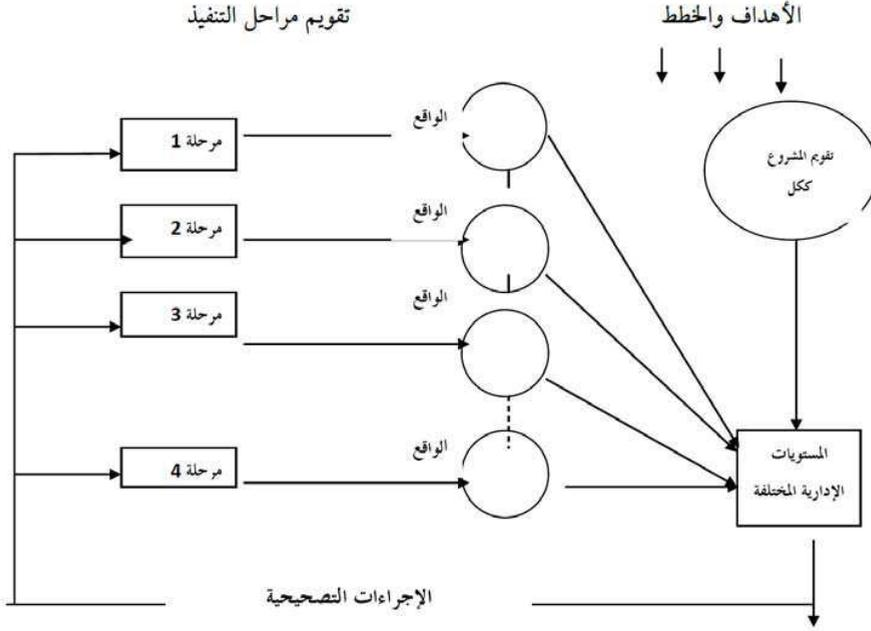 الأهداف والخطط
تقويم مراحل التنفيذ
تقويم المشروع
ككل
الواقع
مرحلة 1
الواقع
مرحلة 2
الواقع
مرحلة 3
الواقع
مرحلة 4
المستويات
الإدارية المختلفة
الإجراءات التصحيحية